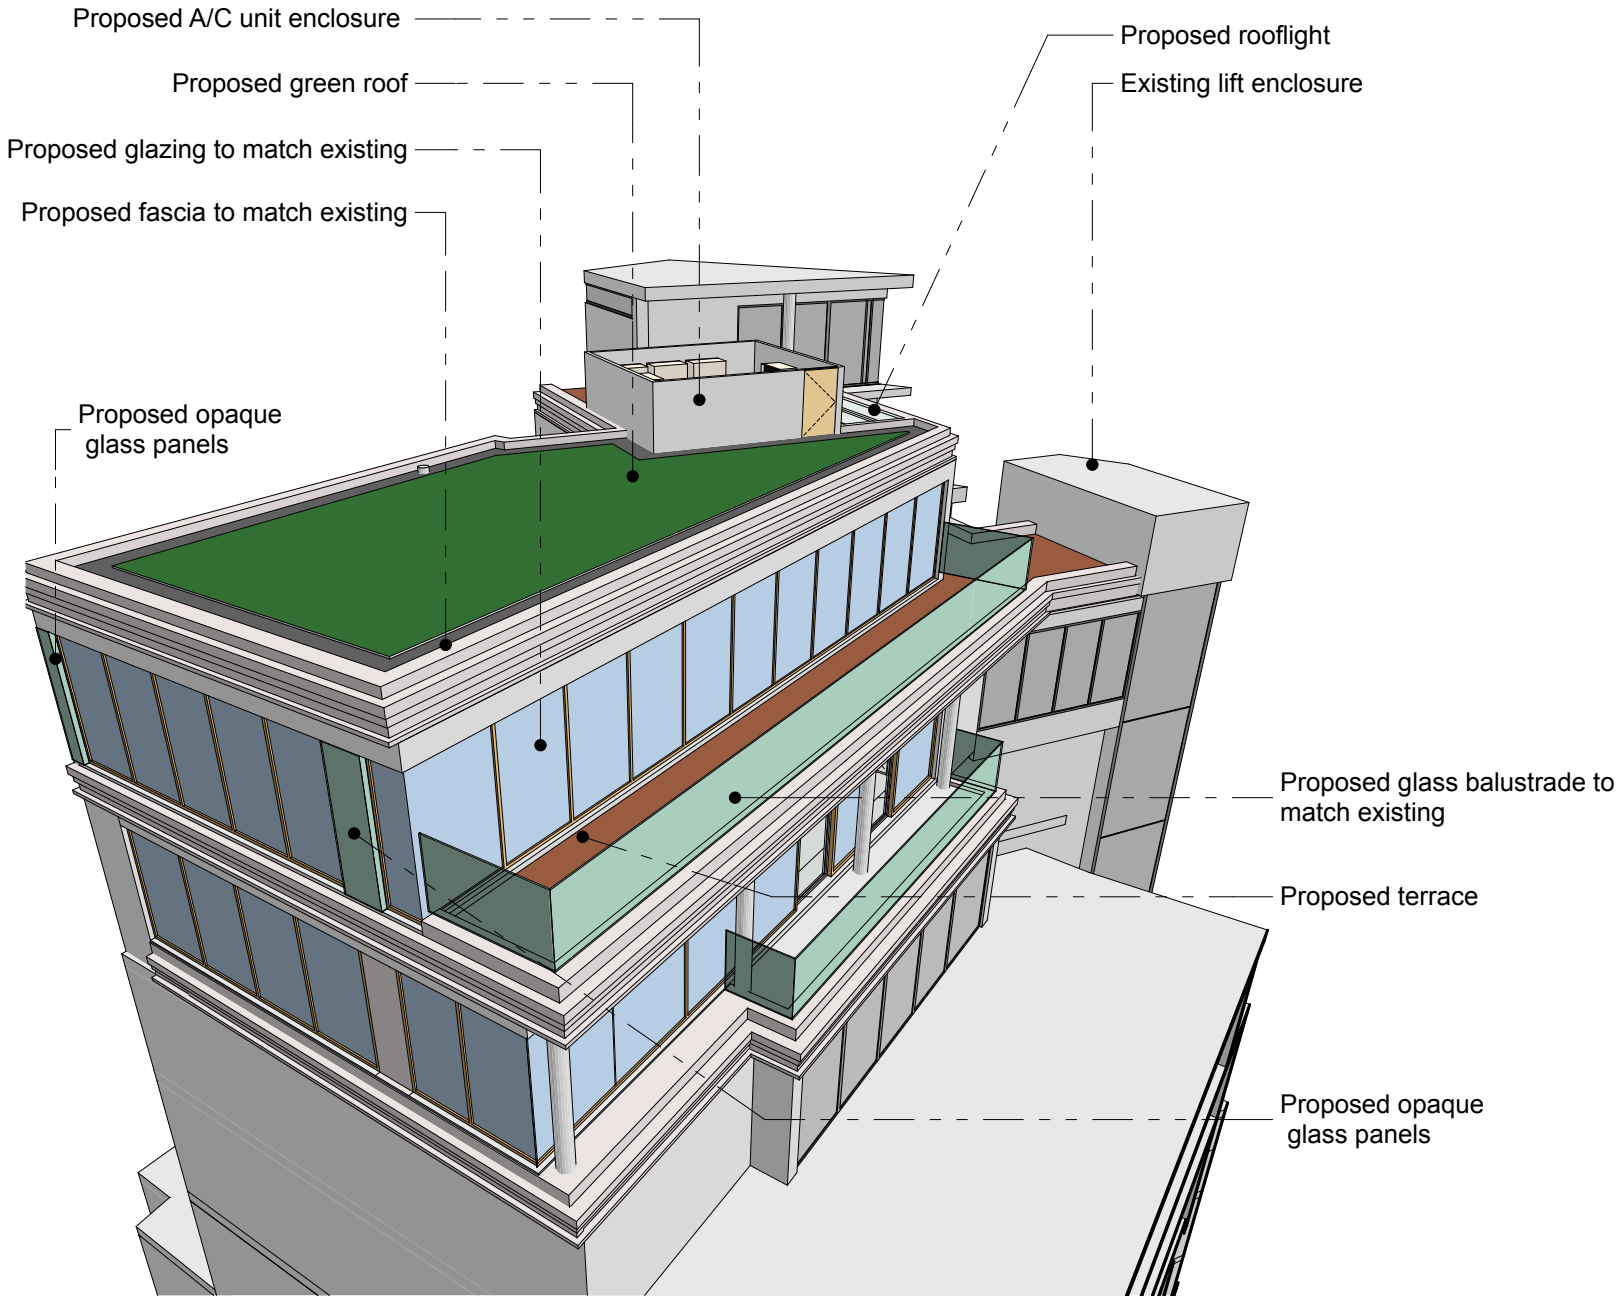 Proposed A/C unit enclosure
Proposed rooflight
Proposed green roof
Existing lift enclosure
Proposed glazing to match existing
Proposed fascia to match existing
Proposed opaque
glass panels
Proposed glass balustrade to
match existing
Proposed terrace
Proposed opaque
glass panels